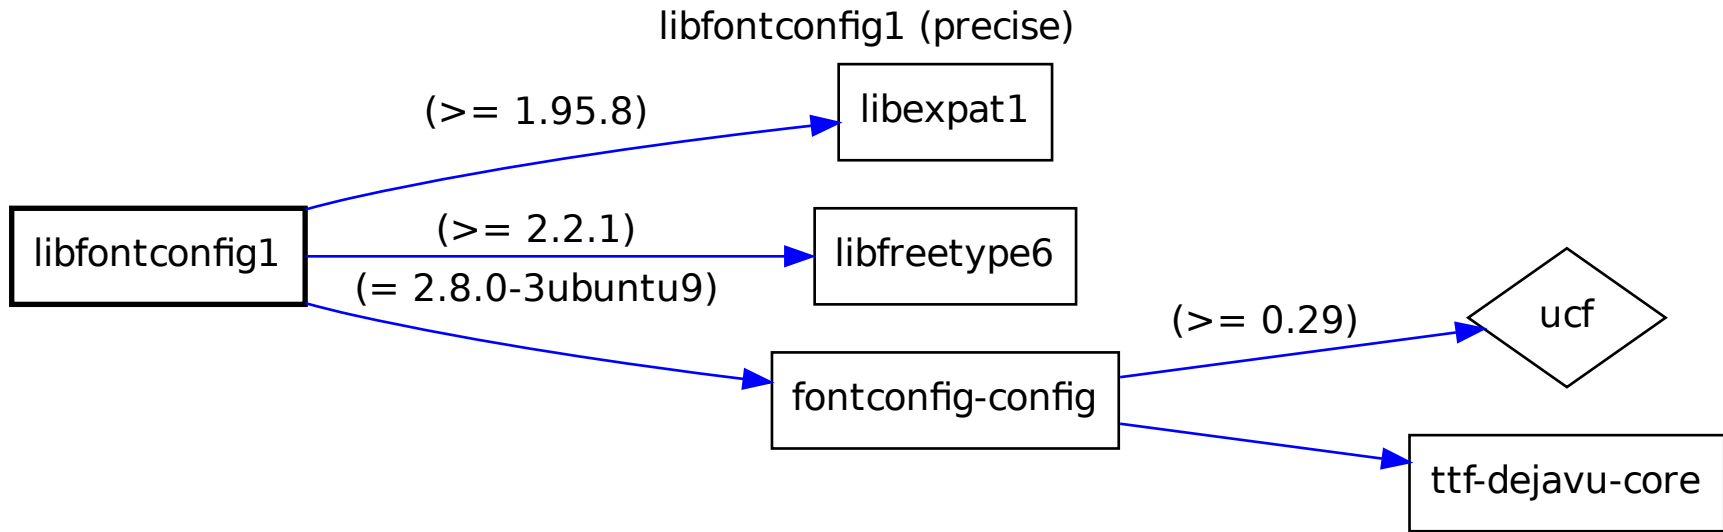 libfontconfig1 (precise)
(>= 1.95.8)
libexpat1
libfontconfig1
(>= 2.2.1)
libfreetype6
(= 2.8.0-3ubuntu9)
fontconfig-config
(>= 0.29)
ucf
ttf-dejavu-core